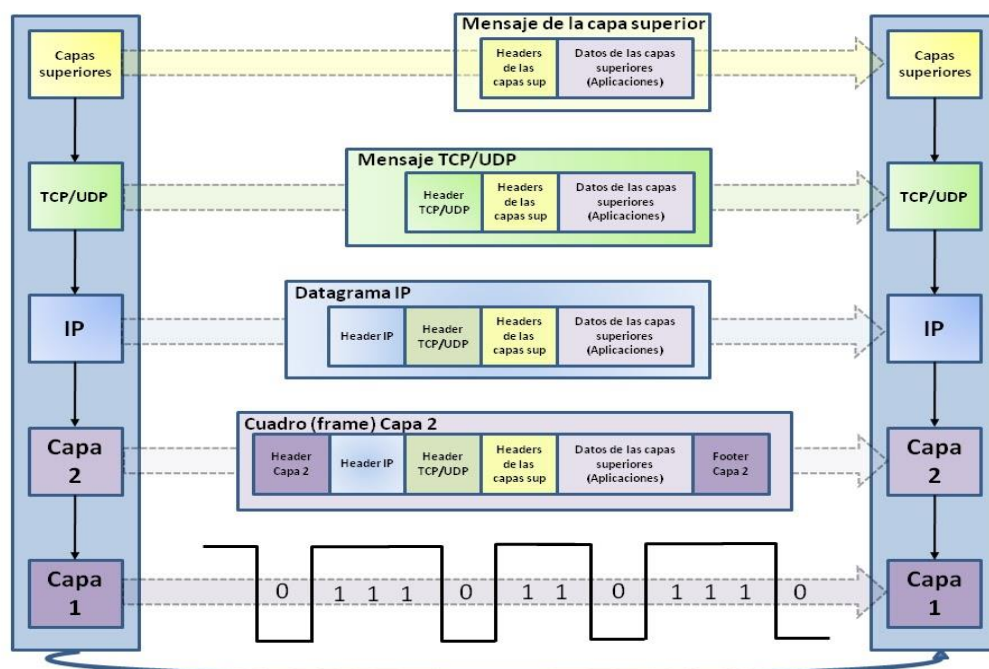 Mensaje de la capa superior
Capas
superiores
Headers
de las
capas sup
Datos de las capas
superiores
(Aplicaciones)
Capas
superiores
Mensaje TCP/UDP
TCP/UDP
Header
TCP/UDP
Headers
de las
capas sup
Datos de las capas
superiores
(Aplicaciones)
TCP/UDP
Datagrama IP
IP
Header IP
Header
TCP/UDP
Headers
de las
capas sup
Datos de las capas
superiores
(Aplicaciones)
IP
Cuadro (frame) Capa 2
Capa
2
Header
Capa 2
Header IP
Header
TCP/UDP
Headers
de las
capas sup
Datos de las capas
superiores
(Aplicaciones)
Footer
Capa 2
Capa
2
Capa
1
0 1 1 1 0 1 1 0 1 1 1 0
Capa
1